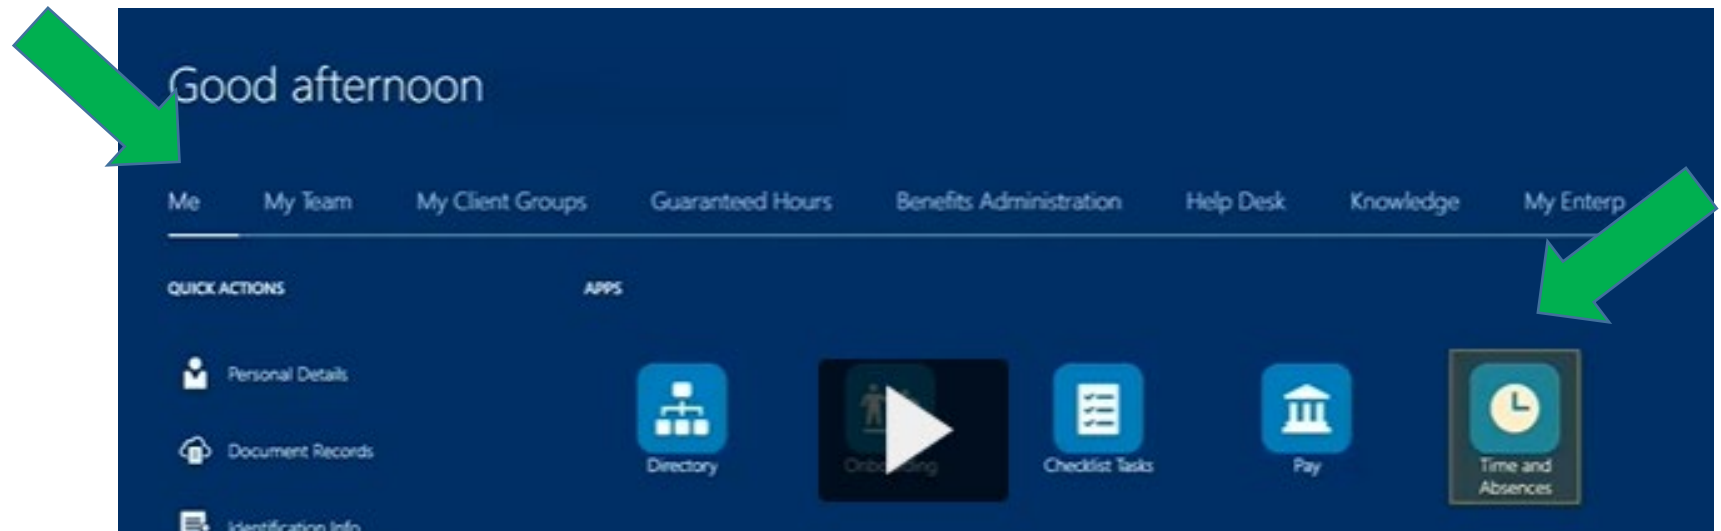 Good afternoon
Me My Team My Client Groups Guaranteed Hours Benefits Administration Help Desk Knowledge My Enterp
QUICK ACTIONS APPS
Personal Details
Document Records
Identification Info
Directory Onboarding Checklist Tasks Pay Time and
Absences